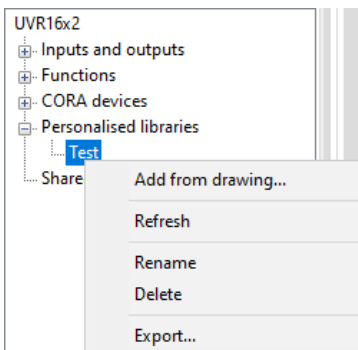 UVR16x2
Inputs and outputs
Functions
CORA devices
Personalised libraries
Test
Share
Add from drawing...
Refresh
Rename
Delete
Export...